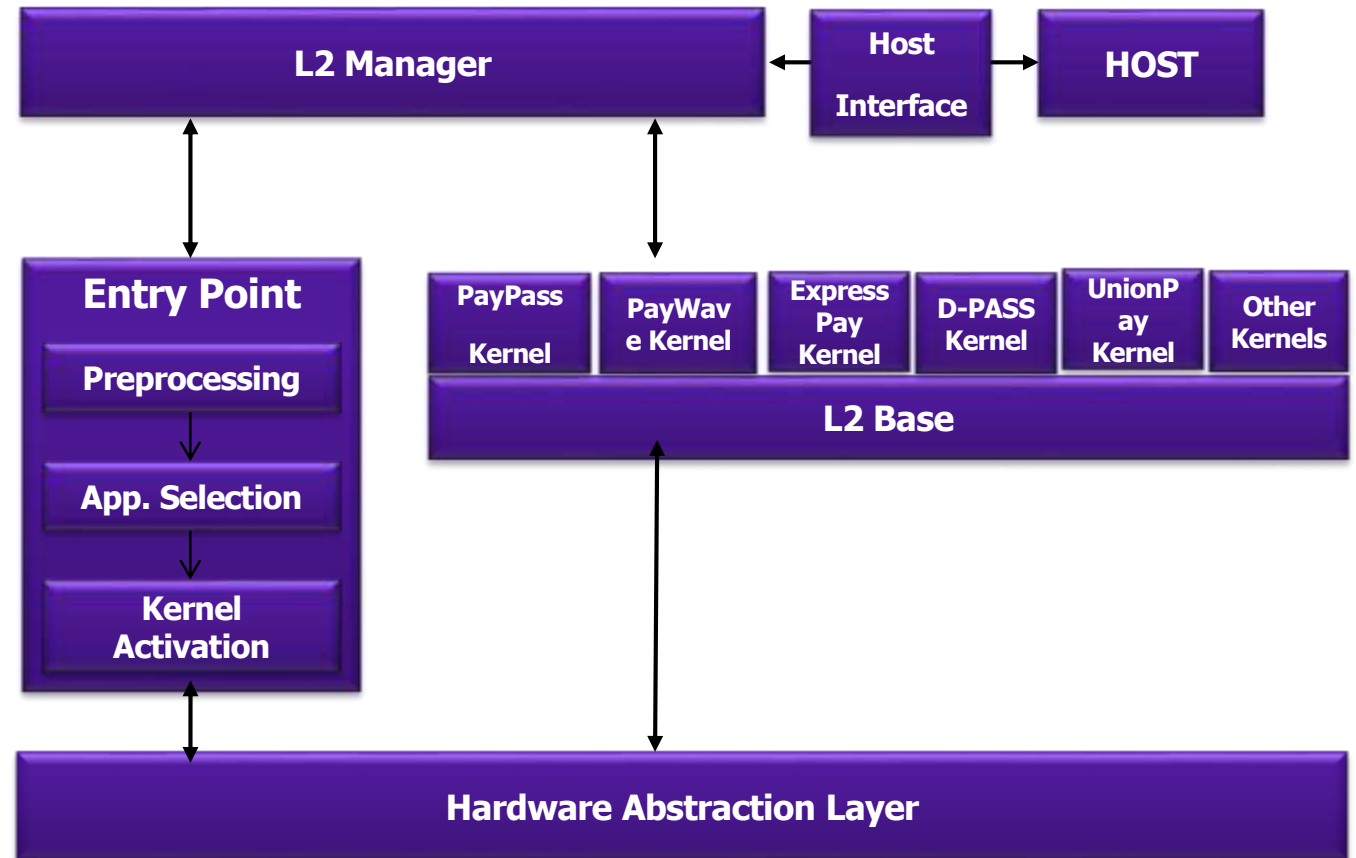 L2 Manager
Host
Interface
HOST
Entry Point
Preprocessing
App. Selection
Kernel
Activation
PayPass
Kernel
PayWav
e Kernel
Express
Pay
Kernel
D-PASS
Kernel
UnionP
ay
Kernel
Other
Kernels
L2 Base
Hardware Abstraction Layer